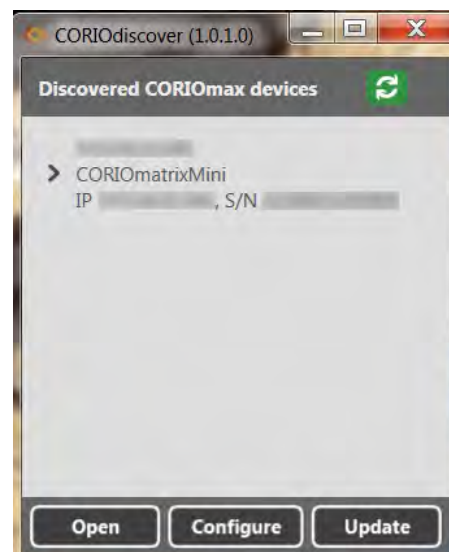 CORIOdiscover (1.0.1.0)
Discovered CORIOmax devices
CORIOmatrixMini
IP , S/N
Open Configure Update